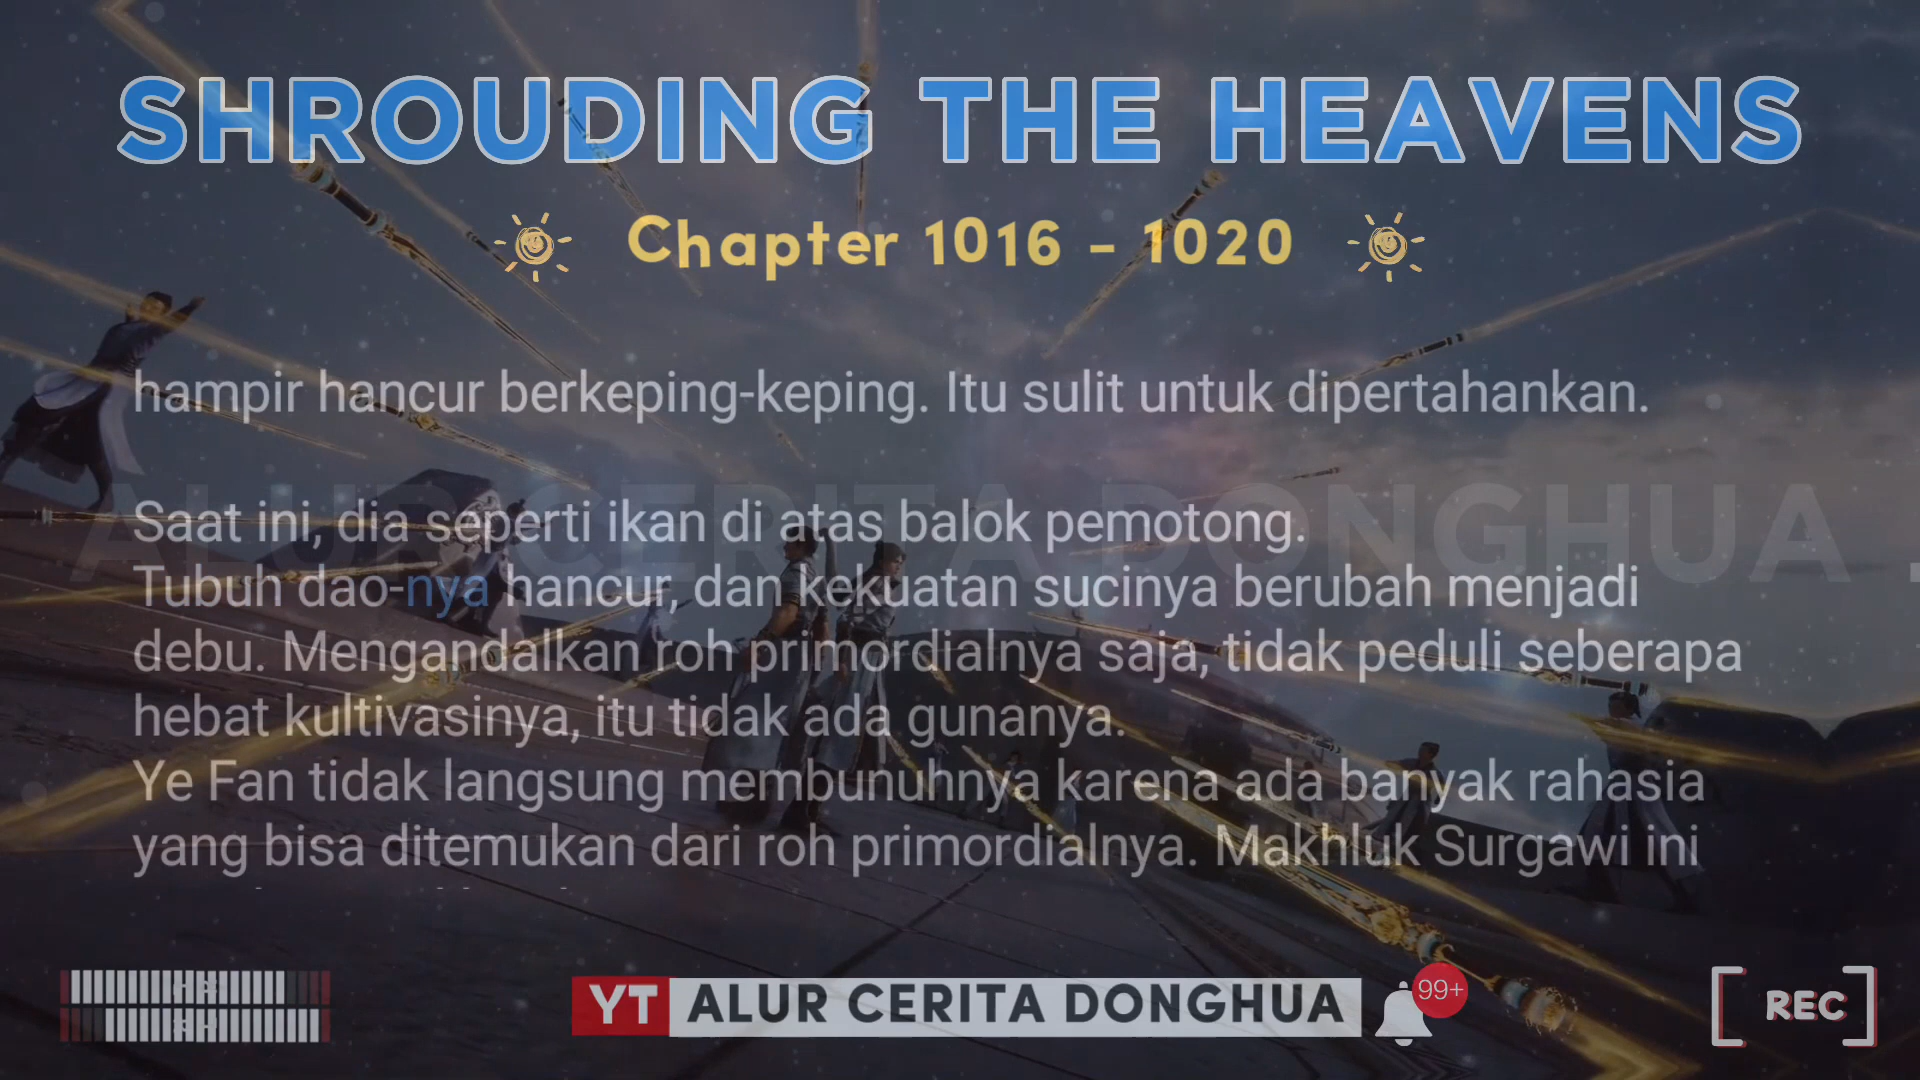 SHROUDING THE HEAVENS
Chapter 1016 - 1020
hampir hancur berkeping-keping. Itu sulit untuk dipertahankan.
ALUR CERITA DONGHUA
Saat ini, dia seperti ikan di atas balok pemotong.
Tubuh dao-nya hancur, dan kekuatan sucinya berubah menjadi
debu. Mengandalkan roh primordialnya saja, tidak peduli seberapa
hebat kultivasinya, itu tidak ada gunanya.
Ye Fan tidak langsung membunuhnya karena ada banyak rahasia
yang bisa ditemukan dari roh primordialnya. Makhluk Surgawi ini
YT ALUR CERITA DONGHUA
99+
REC